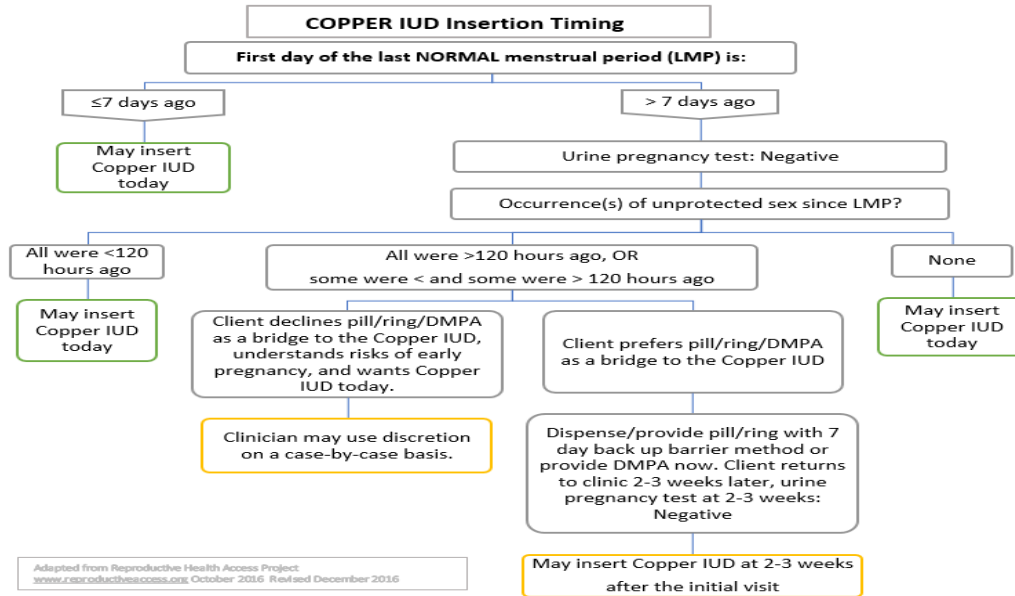 COPPER IUD Insertion Timing
First day of the last NORMAL menstrual period (LMP) is:
≤7 days ago
> 7 days ago
May insert
Copper IUD
today
Urine pregnancy test: Negative
Occurrence(s) of unprotected sex since LMP?
All were <120
hours ago
All were >120 hours ago, OR
some were < and some were > 120 hours ago
None
May insert
Copper IUD
today
Client declines pill/ring/DMPA
as a bridge to the Copper IUD,
understands risks of early
pregnancy, and wants Copper
IUD today.
Client prefers pill/ring/DMPA
as a bridge to the Copper IUD
May insert
Copper IUD
today
Clinician may use discretion
on a case-by-case basis.
Dispense/provide pill/ring with 7
day back up barrier method or
provide DMPA now. Client returns
to clinic 2-3 weeks later, urine
pregnancy test at 2-3 weeks:
Negative
May insert Copper IUD at 2-3 weeks
after the initial visit
Adapted from Reproductive Health Access Project
www.reproductiveaccess.org October 2016 Revised December 2016